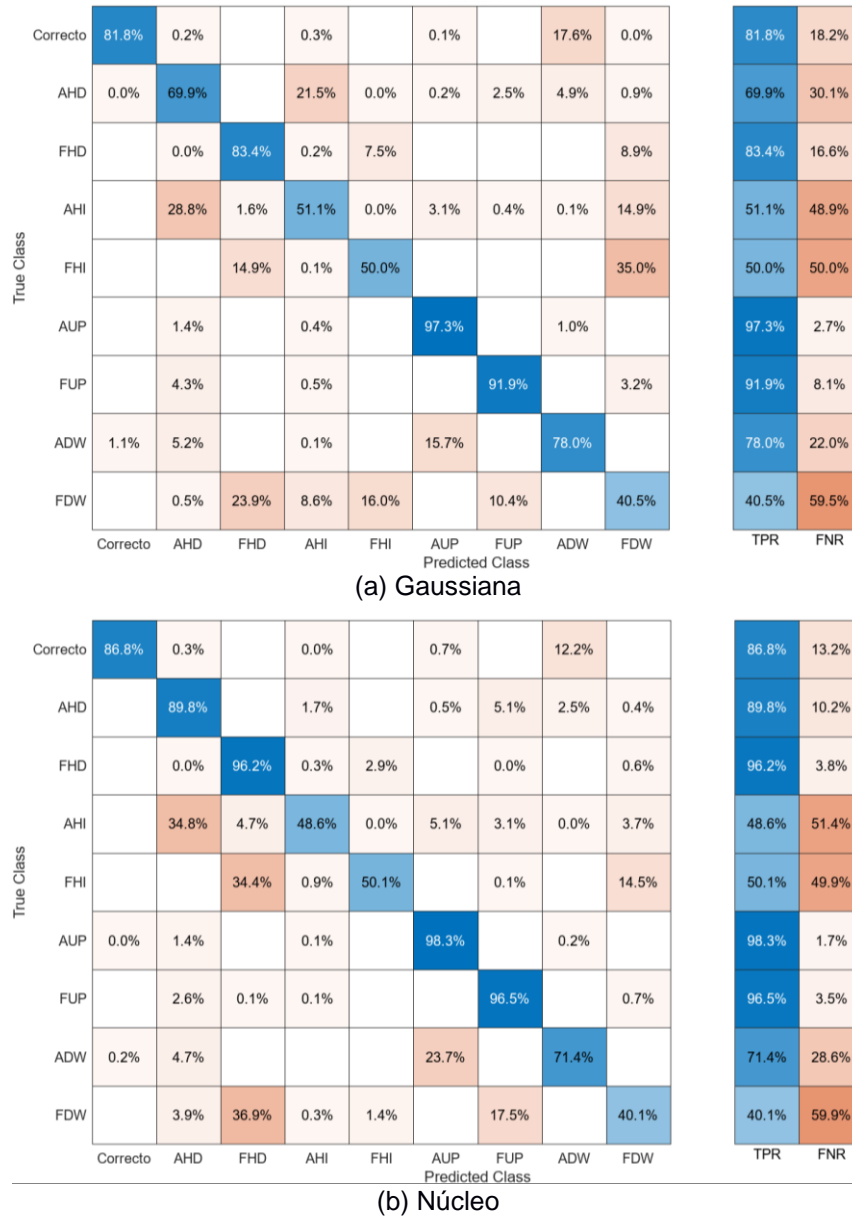 Correcto 81.8% 0.2% 0.3% 0.1% 17.6% 0.0% 81.8% 18.2%
AHD 0.0% 69.9% 21.5% 0.0% 0.2% 2.5% 4.9% 0.9% 69.9% 30.1%
FHD 0.0% 83.4% 0.2% 7.5% 8.9% 83.4% 16.6%
AHI 28.8% 1.6% 51.1% 0.0% 3.1% 0.4% 0.1% 14.9% 51.1% 48.9%
True Class
FHI 14.9% 0.1% 50.0% 35.0% 50.0% 50.0%
AUP 1.4% 0.4% 97.3% 1.0% 97.3% 2.7%
FUP 4.3% 0.5% 91.9% 3.2% 91.9% 8.1%
ADW 1.1% 5.2% 0.1% 15.7% 78.0% 78.0% 22.0%
FDW 0.5% 23.9% 8.6% 16.0% 10.4% 40.5% 40.5% 59.5%
Correcto AHD FHD AHI FHI AUP FUP ADW FDW TPR FNR
Predicted Class
(a) Gaussiana
Correcto 86.8% 0.3% 0.0% 0.7% 12.2% 86.8% 13.2%
AHD 89.8% 1.7% 0.5% 5.1% 2.5% 0.4% 89.8% 10.2%
FHD 0.0% 96.2% 0.3% 2.9% 0.0% 0.6% 96.2% 3.8%
AHI 34.8% 4.7% 48.6% 0.0% 5.1% 3.1% 0.0% 3.7% 48.6% 51.4%
True Class
FHI 34.4% 0.9% 50.1% 0.1% 14.5% 50.1% 49.9%
AUP 0.0% 1.4% 0.1% 98.3% 0.2% 98.3% 1.7%
FUP 2.6% 0.1% 0.1% 96.5% 0.7% 96.5% 3.5%
ADW 0.2% 4.7% 23.7% 71.4% 71.4% 28.6%
FDW 3.9% 36.9% 0.3% 1.4% 17.5% 40.1% 40.1% 59.9%
Correcto AHD FHD AHI FHI AUP FUP ADW FDW TPR FNR
Predicted Class
(b) Núcleo